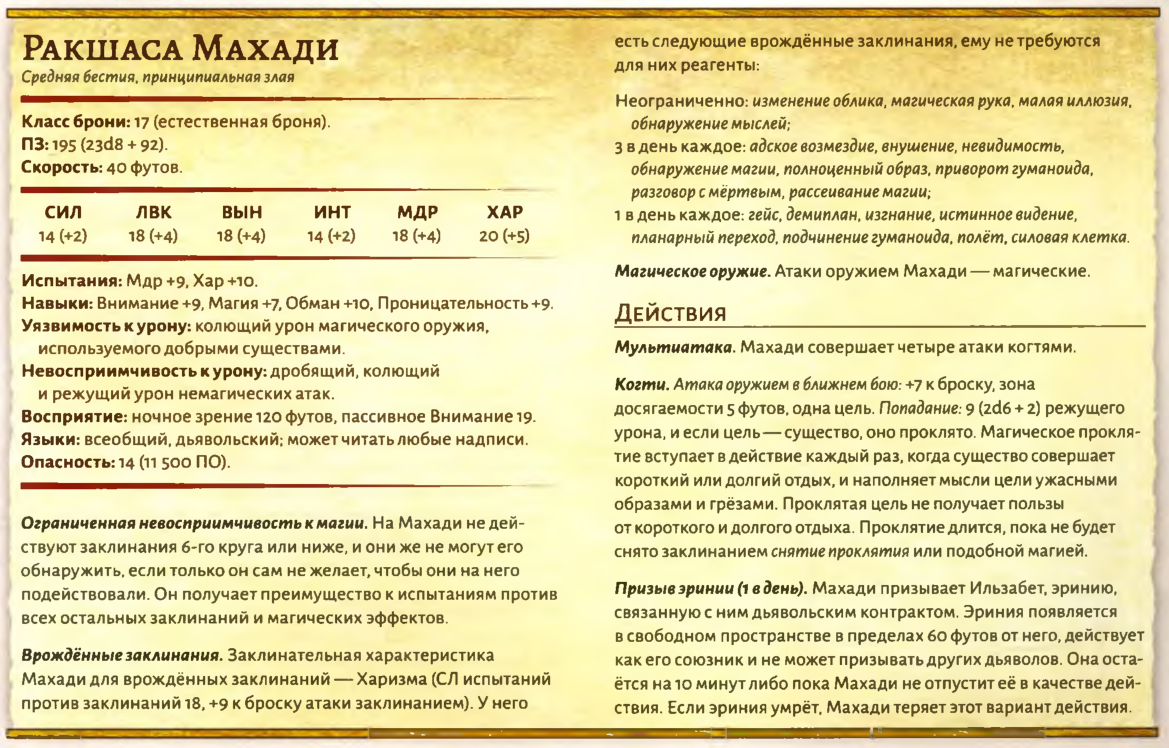 Ракшаса Махади
Средняя бестия, принципиальная злая
Класс брони: 17 (естественная броня).
ПЗ: 195 (23d8 + 92).
Скорость: 40 футов.
СИЛ ЛВК ВЫН ИНТ МДР ХАР
14 (+2) 18 (+4) 18 (+4) 14 (+2) 18 (+4) 20 (+5)
Испытания: Мдр +9, Хар +10.
Навыки: Внимание +9, Магия +7, Обман +10, Проницательность +9.
Уязвимость к урону: колющий урон магического оружия,
используемого добрыми существами.
Невосприимчивость к урону: дробящий, колющий
и режущий урон немагических атак.
Восприятие: ночное зрение 120 футов, пассивное Внимание 19.
Языки: всеобщий, дьявольский; может читать любые надписи.
Опасность: 14 (11 500 ПО).
Ограниченная невосприимчивость к магии. На Махади не дей-
ствуют заклинания 6-го круга или ниже, и они же не могут его
обнаружить, если только он сам не желает, чтобы они на него
подействовали. Он получает преимущество к испытаниям против
всех остальных заклинаний и магических эффектов.
Врождённые заклинания. Заклинательная характеристика
Махади для врождённых заклинаний — Харизма (СЛ испытаний
против заклинаний 18, +9 к броску атаки заклинанием). У него
есть следующие врождённые заклинания, ему не требуются
для них реагенты:
Неограниченно: изменение облика, магическая рука, малая иллюзия,
обнаружение мыслей;
3 в день каждое: адское возмездие, внушение, невидимость,
обнаружение магии, полноценный образ, приворот гуманоида,
разговор с мёртвым, рассеивание магии;
1 в день каждое: гейс, демиплан, изгнание, истинное видение,
планарный переход, подчинение гуманоида, полёт, силовая клетка.
Магическое оружие. Атаки оружием Махади — магические.
Действия
Мультиатака. Махади совершает четыре атаки когтями.
Когти. Атака оружием в ближнем бою: +7 к броску, зона
досягаемости 5 футов, одна цель. Попадание: 9 (2d6 + 2) режущего
урона, и если цель — существо, оно проклято. Магическое прокля-
тие вступает в действие каждый раз, когда существо совершает
короткий или долгий отдых, и наполняет мысли цели ужасными
образами и грёзами. Проклятая цель не получает пользы
от короткого и долгого отдыха. Проклятие длится, пока не будет
снято заклинанием снятие проклятия или подобной магией.
Призыв эринии (1 в день). Махади призывает Ильзабет, эринию,
связанную с ним дьявольским контрактом. Эриния появляется
в свободном пространстве в пределах 60 футов от него, действует
как его союзник и не может призывать других дьяволов. Она оста-
ётся на 10 минут либо пока Махади не отпустит её в качестве дей-
ствия. Если эриния умрёт, Махади теряет этот вариант действия.